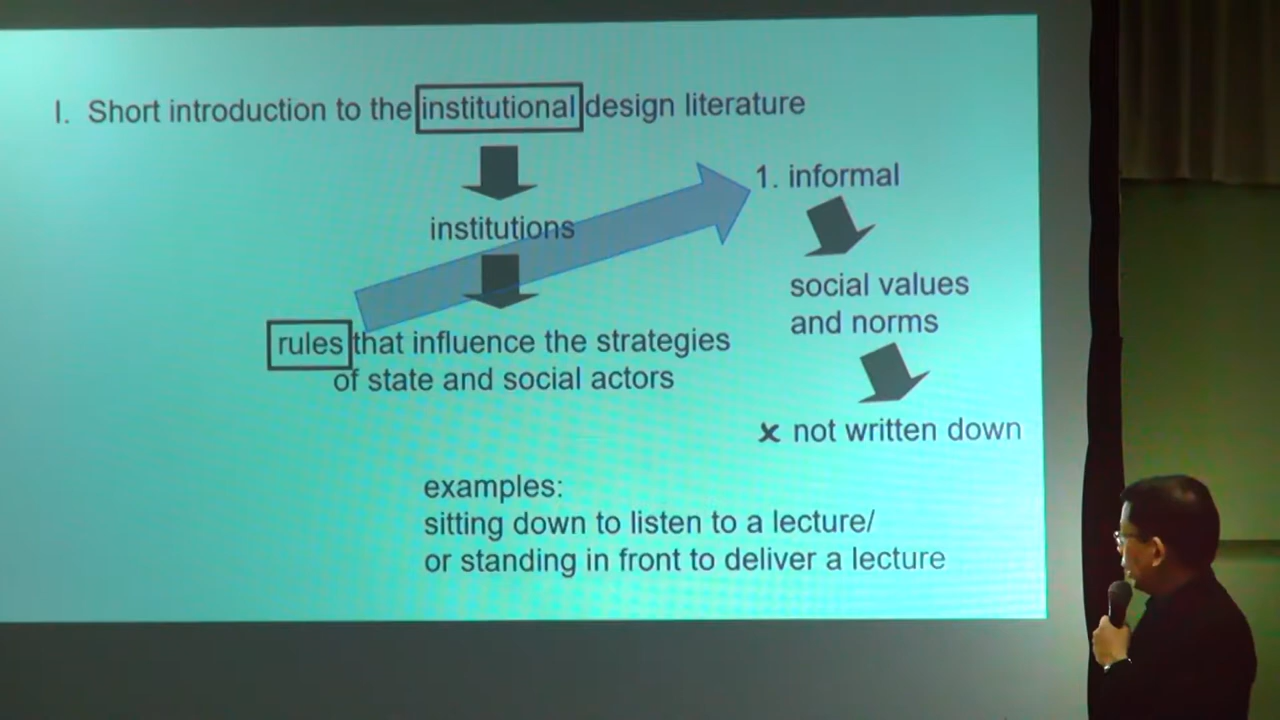 I. Short introduction to the institutional design literature
institutions
rules that influence the strategies
of state and social actors
1. informal
social values
and norms
× not written down
examples:
sitting down to listen to a lecture/
or standing in front to deliver a lecture